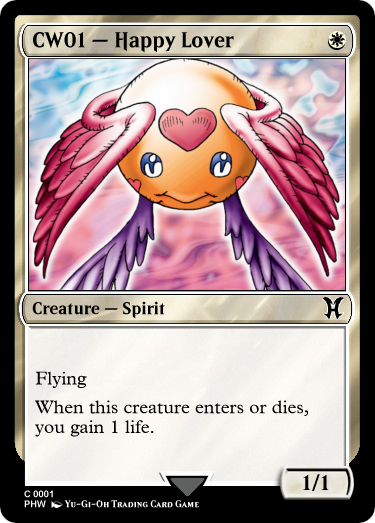 CW01 — Happy Lover
Creature — Spirit
H
Flying
When this creature enters or dies,
you gain 1 life.
1/1
C 0001
PHW Yu-Gi-Oh Trading Card Game